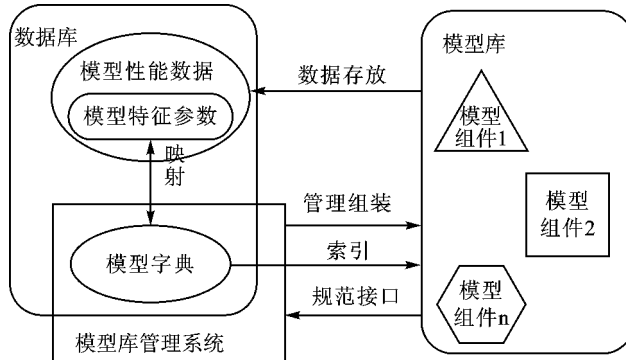 数据库
模型性能数据
模型特征参数
映
射
模型字典
模型库管理系统
数据存放
管理组装
索引
规范接口
模型库
模型
组件1
模型
组件2
模型
组件n